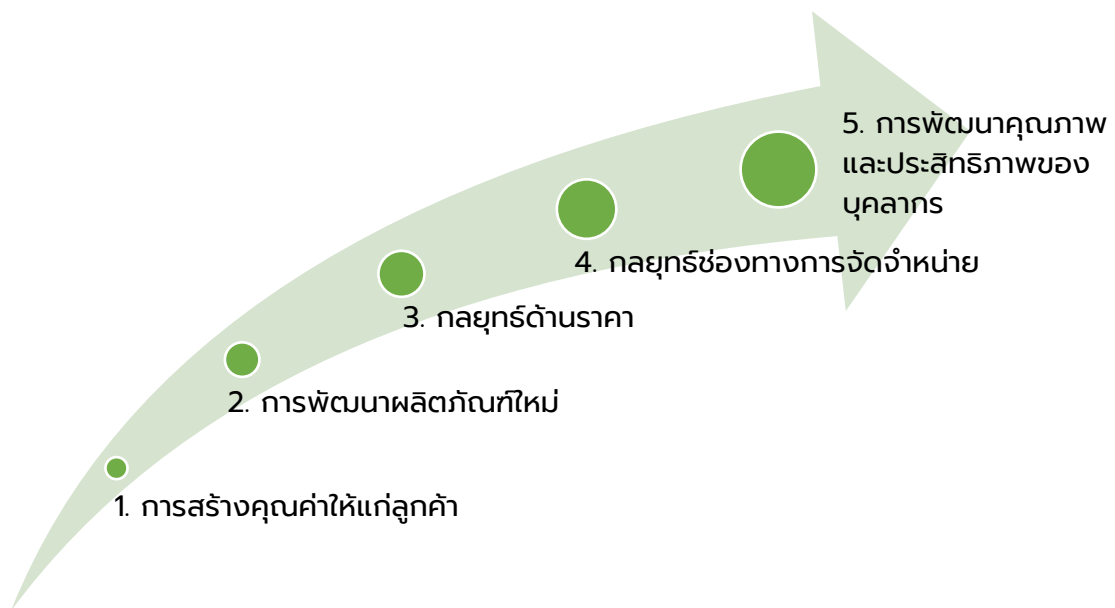 5. การพัฒนาคุณภาพ
และประสิทธิภาพของ
บุคลากร
4. กลยุทธ์ช่องทางการจัดจำหน่าย
3. กลยุทธ์ด้านราคา
2. การพัฒนาผลิตภัณฑ์ใหม่
1. การสร้างคุณค่าให้แก่ลูกค้า